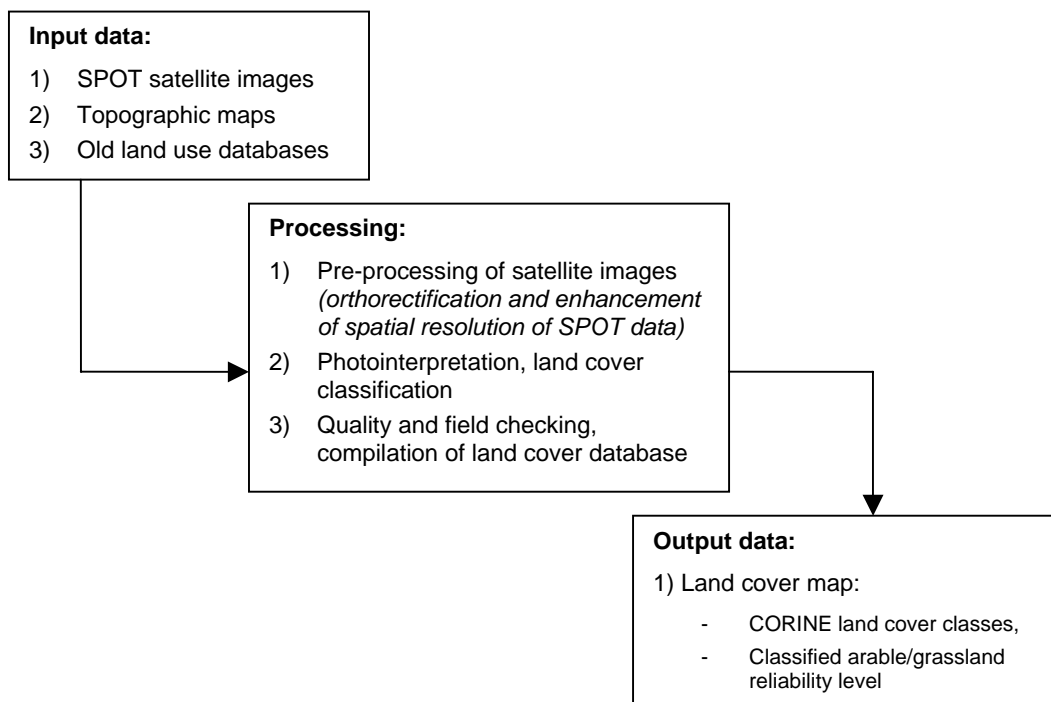 Input data:
1) SPOT satellite images
2) Topographic maps
3) Old land use databases
Processing:
1) Pre-processing of satellite images
(orthorectification and enhancement
of spatial resolution of SPOT data)
2) Photointerpretation, land cover
classification
3) Quality and field checking,
compilation of land cover database
Output data:
1) Land cover map:
- CORINE land cover classes,
- Classified arable/grassland
reliability level